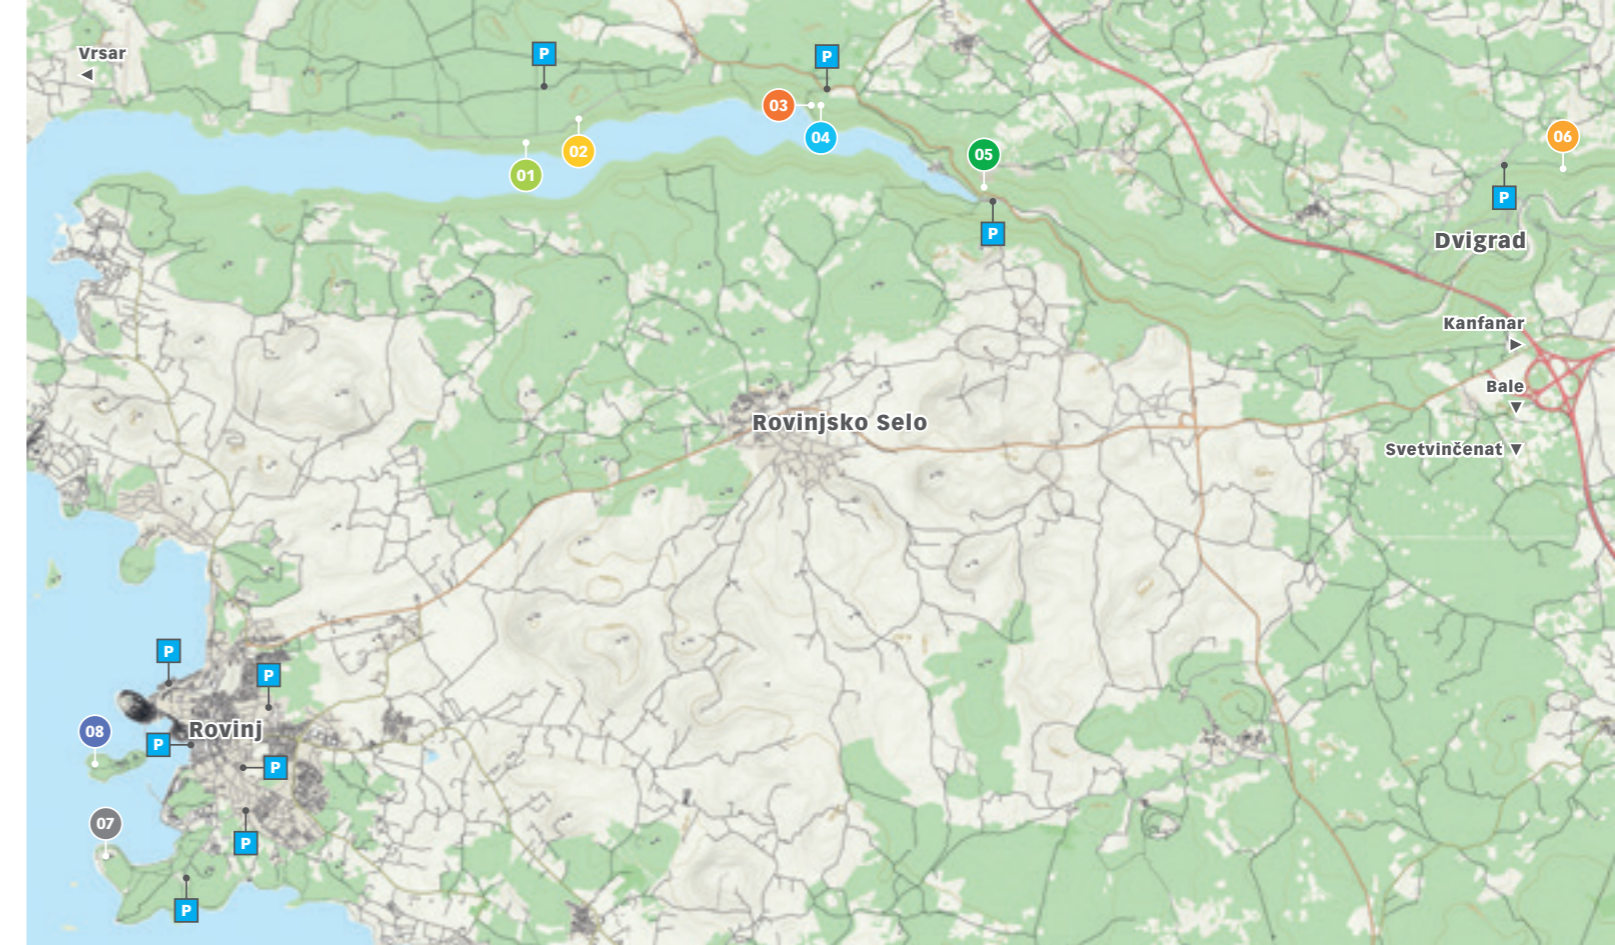 Vrsar
◄
P
P
03
04
02
01
05
06
P
P
Dvigrad
Kanfanar
►
Bale
▼
Rovinjsko Selo
Svetvinčenat ▼
P
P
08
Rovinj
P
P
07
P
P